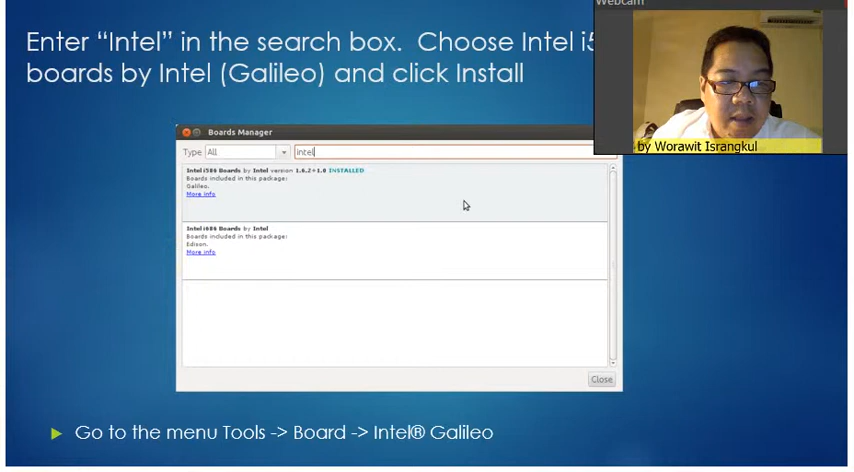 Webcam
Enter “Intel” in the search box. Choose Intel i5
boards by Intel (Galileo) and click Install
by Worawit Israngkul
Boards Manager
Type All intel
Intel i586 Boards by Intel version 1.6.2+1.0 INSTALLED
Boards included in this package:
Galileo.
More info
Intel i686 Boards by Intel
Boards included in this package:
Edison.
More info
Close
Go to the menu Tools -> Board -> Intel® Galileo